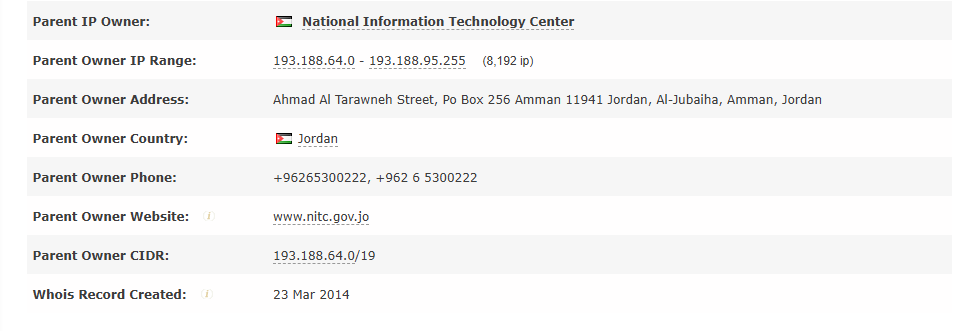 Parent IP Owner: National Information Technology Center
Parent Owner IP Range: 193.188.64.0 - 193.188.95.255 (8,192 ip)
Parent Owner Address: Ahmad Al Tarawneh Street, Po Box 256 Amman 11941 Jordan, Al-Jubaiha, Amman, Jordan
Parent Owner Country: Jordan
Parent Owner Phone: +96265300222, +962 6 5300222
Parent Owner Website: i www.nitc.gov.jo
Parent Owner CIDR: 193.188.64.0/19
Whois Record Created: i 23 Mar 2014